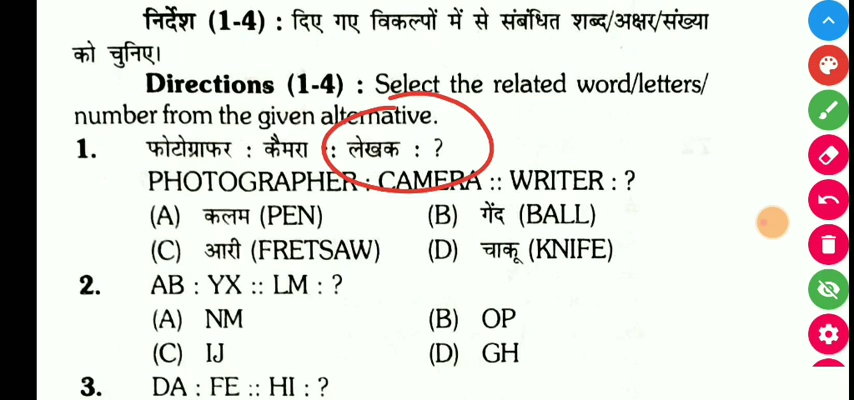 निर्देश (1-4) : दिए गए विकल्पों में से संबंधित शब्द/अक्षर/संख्या
को चुनिए।
Directions (1-4) : Select the related word/letters/
number from the given alternative.
1. फोटोग्राफर : कैमरा :: लेखक : ?
PHOTOGRAPHER : CAMERA :: WRITER : ?
(A) कलम (PEN) (B) गेंद (BALL)
(C) आरी (FRETSAW) (D) चाकू (KNIFE)
2. AB : YX :: LM : ?
(A) NM (B) OP
(C) IJ (D) GH
3. DA : FE :: HI : ?